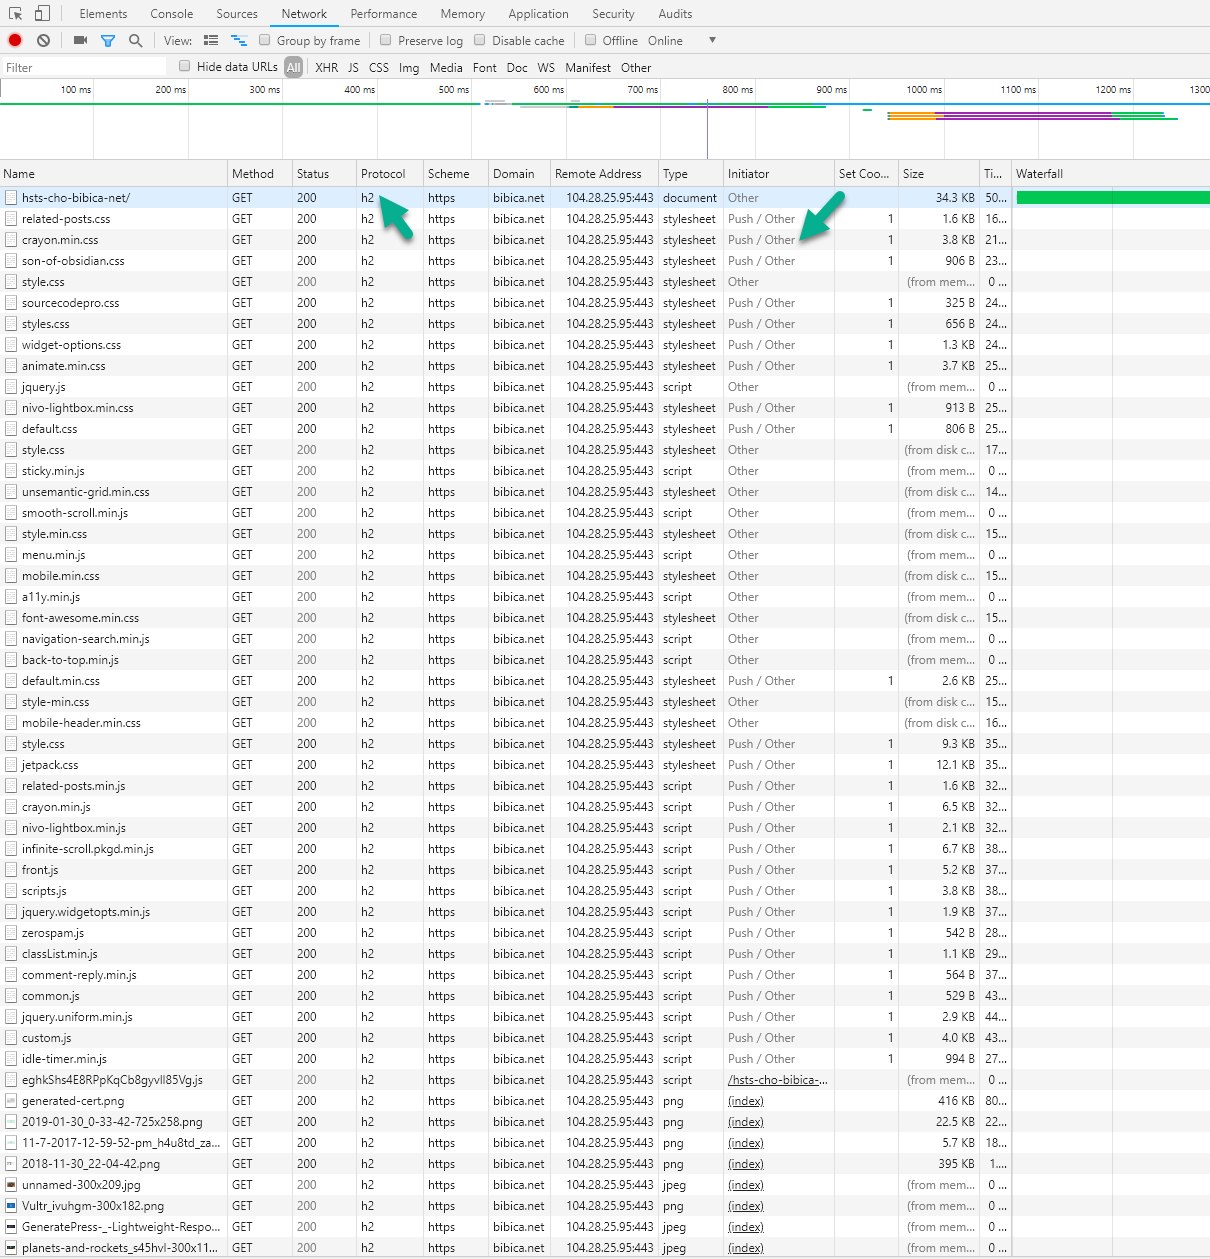 Elements Console Sources Network Performance Memory Application Security Audits
View: Group by frame Preserve log Disable cache Offline Online
Filter Hide data URLs All XHR JS CSS Img Media Font Doc WS Manifest Other
100 ms 200 ms 300 ms 400 ms 500 ms 600 ms 700 ms 800 ms 900 ms 1000 ms 1100 ms 1200 ms 1300
Name Method Status Protocol Scheme Domain Remote Address Type Initiator Set Coo... Size Ti... Waterfall
hsts-cho-bibica-net/ GET 200 h2 https bibica.net 104.28.25.95:443 document Other 34.3 KB 50...
related-posts.css GET 200 h2 https bibica.net 104.28.25.95:443 stylesheet Push / Other 1 1.6 KB 16...
crayon.min.css GET 200 h2 https bibica.net 104.28.25.95:443 stylesheet Push / Other 1 3.8 KB 21...
son-of-obsidian.css GET 200 h2 https bibica.net 104.28.25.95:443 stylesheet Push / Other 1 906 B 23...
style.css GET 200 h2 https bibica.net 104.28.25.95:443 stylesheet Other (from mem... 0 ...
sourcecodepro.css GET 200 h2 https bibica.net 104.28.25.95:443 stylesheet Push / Other 1 325 B 24...
styles.css GET 200 h2 https bibica.net 104.28.25.95:443 stylesheet Push / Other 1 656 B 24...
widget-options.css GET 200 h2 https bibica.net 104.28.25.95:443 stylesheet Push / Other 1 1.3 KB 24...
animate.min.css GET 200 h2 https bibica.net 104.28.25.95:443 stylesheet Push / Other 1 3.7 KB 25...
jquery.js GET 200 h2 https bibica.net 104.28.25.95:443 script Other (from mem... 0 ...
nivo-lightbox.min.css GET 200 h2 https bibica.net 104.28.25.95:443 stylesheet Push / Other 1 913 B 25...
default.css GET 200 h2 https bibica.net 104.28.25.95:443 stylesheet Push / Other 1 806 B 25...
style.css GET 200 h2 https bibica.net 104.28.25.95:443 stylesheet Other (from disk c... 17...
sticky.min.js GET 200 h2 https bibica.net 104.28.25.95:443 script Other (from mem... 0 ...
unsemantic-grid.min.css GET 200 h2 https bibica.net 104.28.25.95:443 stylesheet Other (from disk c... 14...
smooth-scroll.min.js GET 200 h2 https bibica.net 104.28.25.95:443 script Other (from mem... 0 ...
style.min.css GET 200 h2 https bibica.net 104.28.25.95:443 stylesheet Other (from disk c... 15...
menu.min.js GET 200 h2 https bibica.net 104.28.25.95:443 script Other (from mem... 0 ...
mobile.min.css GET 200 h2 https bibica.net 104.28.25.95:443 stylesheet Other (from disk c... 15...
a11y.min.js GET 200 h2 https bibica.net 104.28.25.95:443 script Other (from mem... 0 ...
font-awesome.min.css GET 200 h2 https bibica.net 104.28.25.95:443 stylesheet Other (from disk c... 15...
navigation-search.min.js GET 200 h2 https bibica.net 104.28.25.95:443 script Other (from mem... 0 ...
back-to-top.min.js GET 200 h2 https bibica.net 104.28.25.95:443 script Other (from mem... 0 ...
default.min.css GET 200 h2 https bibica.net 104.28.25.95:443 stylesheet Push / Other 1 2.6 KB 25...
style-min.css GET 200 h2 https bibica.net 104.28.25.95:443 stylesheet Other (from disk c... 15...
mobile-header.min.css GET 200 h2 https bibica.net 104.28.25.95:443 stylesheet Other (from disk c... 16...
style.css GET 200 h2 https bibica.net 104.28.25.95:443 stylesheet Push / Other 1 9.3 KB 35...
jetpack.css GET 200 h2 https bibica.net 104.28.25.95:443 stylesheet Push / Other 1 12.1 KB 35...
related-posts.min.js GET 200 h2 https bibica.net 104.28.25.95:443 script Push / Other 1 1.6 KB 32...
crayon.min.js GET 200 h2 https bibica.net 104.28.25.95:443 script Push / Other 1 6.5 KB 32...
nivo-lightbox.min.js GET 200 h2 https bibica.net 104.28.25.95:443 script Push / Other 1 2.1 KB 32...
infinite-scroll.pkgd.min.js GET 200 h2 https bibica.net 104.28.25.95:443 script Push / Other 1 6.7 KB 38...
front.js GET 200 h2 https bibica.net 104.28.25.95:443 script Push / Other 1 5.2 KB 37...
scripts.js GET 200 h2 https bibica.net 104.28.25.95:443 script Push / Other 1 3.8 KB 38...
jquery.widgetopts.min.js GET 200 h2 https bibica.net 104.28.25.95:443 script Push / Other 1 1.9 KB 37...
zerospam.js GET 200 h2 https bibica.net 104.28.25.95:443 script Push / Other 1 542 B 28...
classList.min.js GET 200 h2 https bibica.net 104.28.25.95:443 script Push / Other 1 1.1 KB 29...
comment-reply.min.js GET 200 h2 https bibica.net 104.28.25.95:443 script Push / Other 1 564 B 37...
common.js GET 200 h2 https bibica.net 104.28.25.95:443 script Push / Other 1 529 B 43...
jquery.uniform.min.js GET 200 h2 https bibica.net 104.28.25.95:443 script Push / Other 1 2.9 KB 44...
custom.js GET 200 h2 https bibica.net 104.28.25.95:443 script Push / Other 1 4.0 KB 43...
idle-timer.min.js GET 200 h2 https bibica.net 104.28.25.95:443 script Push / Other 1 994 B 27...
eghkShs4E8RPpKqCb8gyvII85Vg.js GET 200 h2 https bibica.net 104.28.25.95:443 script /hsts-cho-bibica-... (from mem... 0 ...
generated-cert.png GET 200 h2 https bibica.net 104.28.25.95:443 png (index) 416 KB 80...
2019-01-30_0-33-42-725x258.png GET 200 h2 https bibica.net 104.28.25.95:443 png (index) 22.5 KB 22...
11-7-2017-12-59-52-pm_h4u8td_za... GET 200 h2 https bibica.net 104.28.25.95:443 png (index) 5.7 KB 18...
2018-11-30_22-04-42.png GET 200 h2 https bibica.net 104.28.25.95:443 png (index) 395 KB 1....
unnamed-300x209.jpg GET 200 h2 https bibica.net 104.28.25.95:443 jpeg (index) (from mem... 0 ...
Vultr_ivuhgm-300x182.png GET 200 h2 https bibica.net 104.28.25.95:443 png (index) (from mem... 0 ...
GeneratePress-_-Lightweight-Respo... GET 200 h2 https bibica.net 104.28.25.95:443 jpeg (index) (from mem... 0 ...
planets-and-rockets_s45hvl-300x11... GET 200 h2 https bibica.net 104.28.25.95:443 jpeg (index) (from mem... 0 ...